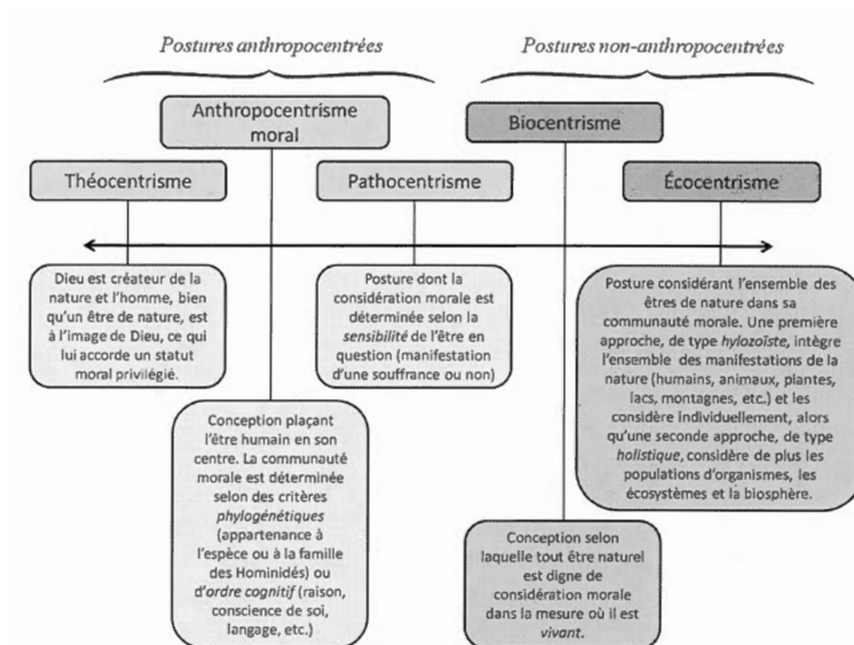 Postures anthropocentrées
Postures non-anthropocentrées
Anthropocentrisme
moral
Biocentrisme
Théocentrisme
Pathocentrisme
Écocentrisme
Dieu est créateur de la
nature et l'homme, bien
qu'un être de nature, est
à l'image de Dieu, ce qui
lui accorde un statut
moral privilégié.
Posture dont la
considération morale est
déterminée selon la
sensibilité de l'être en
question (manifestation
d'une souffrance ou non)
Posture considérant l'ensemble des
êtres de nature dans sa
communauté morale. Une première
approche, de type hylozoïste, intègre
l'ensemble des manifestations de la
nature (humains, animaux, plantes,
lacs, montagnes, etc.) et les
considère individuellement, alors
qu'une seconde approche, de type
holistique, considère de plus les
populations d'organismes, les
écosystèmes et la biosphère.
Conception plaçant
l'être humain en son
centre. La communauté
morale est déterminée
selon des critères
phylogénétiques
(appartenance à
l'espèce ou à la famille
des Hominidés) ou
d'ordre cognitif (raison,
conscience de soi,
langage, etc.)
Conception selon
laquelle tout être naturel
est digne de
considération morale
dans la mesure où il est
vivant.